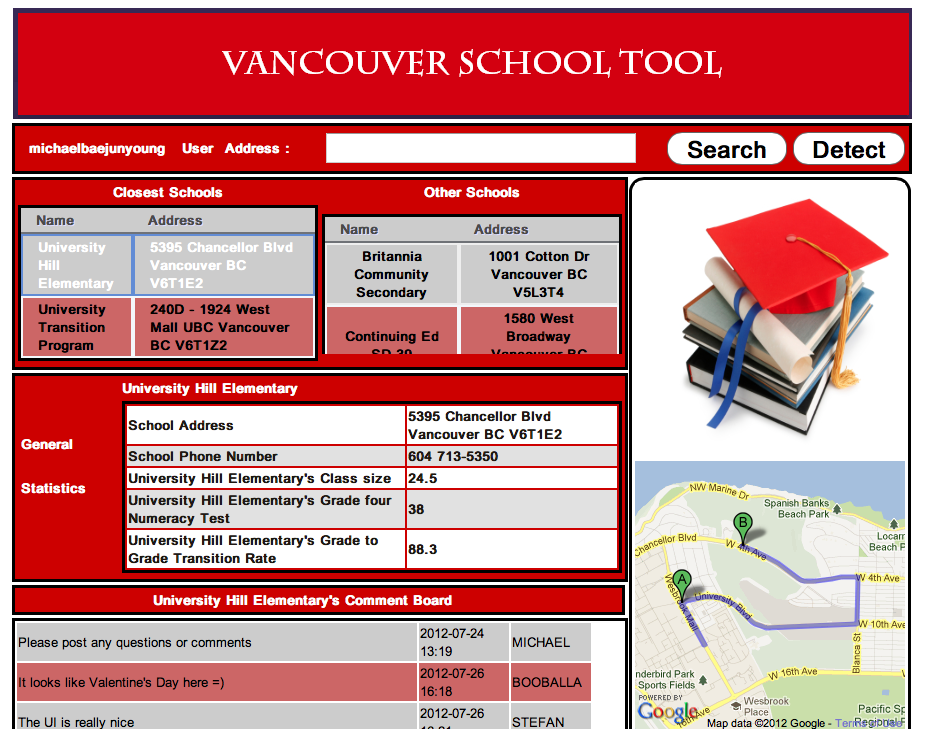 VANCOUVER SCHOOL TOOL
michaelbaejunyoung User Address :
Search
Detect
Closest Schools
Name Address
University
Hill
Elementary
5395 Chancellor Blvd
Vancouver BC
V6T1E2
University
Transition
Program
240D - 1924 West
Mall UBC Vancouver
BC V6T1Z2
Other Schools
Name Address
Britannia
Community
Secondary
1001 Cotton Dr
Vancouver BC
V5L3T4
Continuing Ed
SD 39
1580 West
Broadway
Vancouver BC
University Hill Elementary
General
Statistics
School Address
5395 Chancellor Blvd
Vancouver BC V6T1E2
School Phone Number
604 713-5350
University Hill Elementary's Class size
24.5
University Hill Elementary's Grade four
Numeracy Test
38
University Hill Elementary's Grade to
Grade Transition Rate
88.3
University Hill Elementary's Comment Board
Please post any questions or comments
2012-07-24
13:19
MICHAEL
It looks like Valentine's Day here =)
2012-07-26
16:18
BOOBALLA
The UI is really nice
2012-07-26
STEFAN
NW Marine Dr
Spanish Banks
Beach Park
Locarn
Beach P
Chancellor Blvd
B
W 4th Ave
W 4th Ave
A
Wesbrook Mall
University Blvd
W 10th Ave
Blanca St
W 16th Ave
nderbird Park
Sports Fields
Wesbrook
Place
Pacific Sp
Regional P
POWERED BY
Google
16th Ave
Map data ©2012 Google - Terms of Use